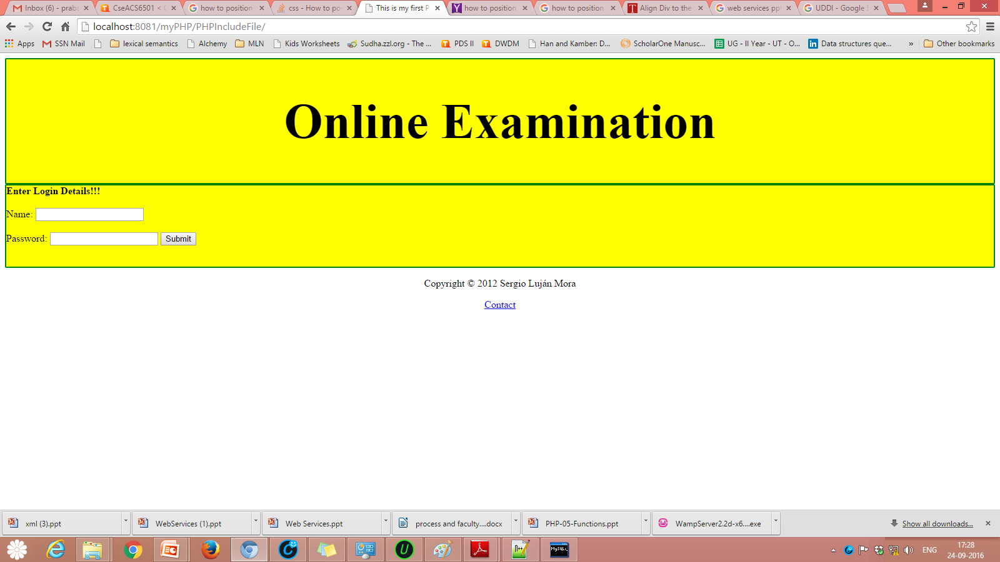 Inbox (6) - praba
CseACS6501 <
how to position
css - How to po
This is my first P
how to position
how to position
Align Div to the
web services pp
UDDI - Google
localhost:8081/myPHP/PHPIncludeFile/
Apps
SSN Mail
lexical semantics
Alchemy
MLN
Kids Worksheets
Sudha.zzl.org - The ...
PDS II
DWDM
Han and Kamber: D...
ScholarOne Manusc...
UG - II Year - UT - O...
Data structures que...
»
Other bookmarks
Online Examination
Enter Login Details!!!
Name:
Password:
Submit
Copyright © 2012 Sergio Luján Mora
Contact
xml (3).ppt
WebServices (1).ppt
Web Services.ppt
process and faculty....docx
PHP-05-Functions.ppt
WampServer2.2d-x6....exe
Show all downloads...
ENG
17:28
24-09-2016